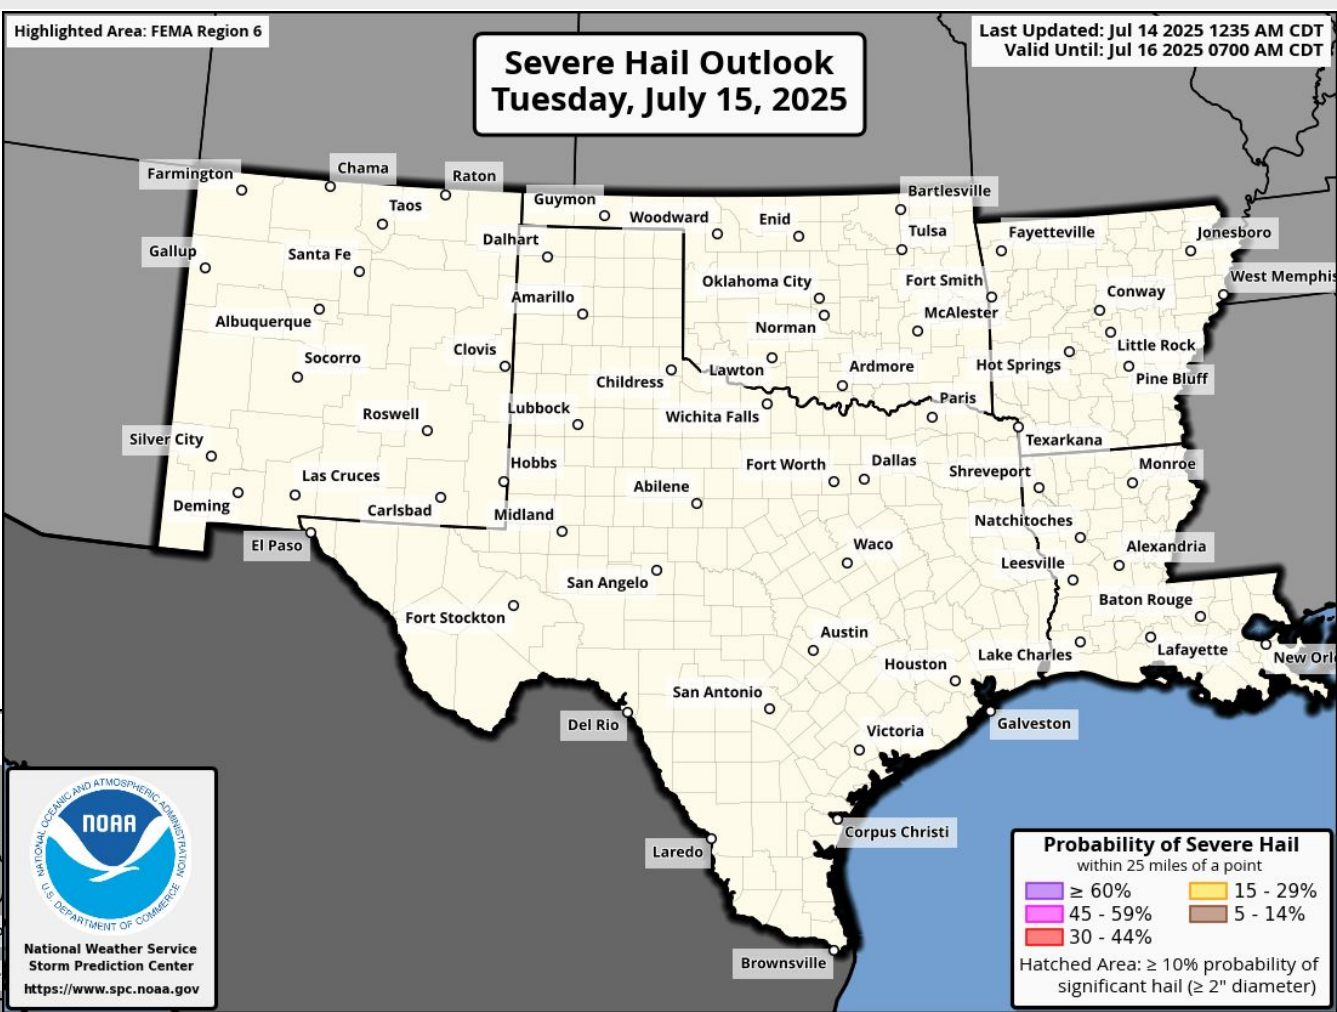 Highlighted Area: FEMA Region 6
Last Updated: Jul 14 2025 1235 AM CDT
Valid Until: Jul 16 2025 0700 AM CDT
Severe Hail Outlook
Tuesday, July 15, 2025
Farmington
Chama
Raton
Taos
Guymon
Woodward
Enid
Bartlesville
Tulsa
Fayetteville
Jonesboro
Gallup
Santa Fe
Dalhart
Oklahoma City
Fort Smith
Conway
West Memphis
Albuquerque
Amarillo
Norman
McAlester
Little Rock
Socorro
Clovis
Childress
Lawton
Ardmore
Hot Springs
Pine Bluff
Roswell
Lubbock
Wichita Falls
Paris
Texarkana
Silver City
Las Cruces
Hobbs
Abilene
Fort Worth
Dallas
Shreveport
Monroe
Deming
Carlsbad
Midland
Natchitoches
El Paso
San Angelo
Waco
Leesville
Alexandria
Fort Stockton
Austin
Baton Rouge
Houston
Lake Charles
Lafayette
New Orl
Del Rio
San Antonio
Victoria
Galveston
Laredo
Corpus Christi
Brownsville
NATIONAL OCEANIC AND ATMOSPHERIC ADMINISTRATION
NOAA
U.S. DEPARTMENT OF COMMERCE
National Weather Service
Storm Prediction Center
https://www.spc.noaa.gov
Probability of Severe Hail
within 25 miles of a point
≥ 60%
15 - 29%
45 - 59%
5 - 14%
30 - 44%
Hatched Area: ≥ 10% probability of
significant hail (≥ 2" diameter)